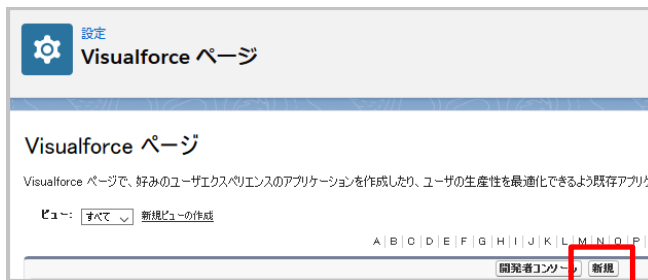 設定
Visualforce ページ
Visualforce ページ
Visualforce ページで、好みのユーザエクスペリエンスのアプリケーションを作成したり、ユーザの生産性を最適化できるよう既存アプリケ
ビュー: すべて 新規ビューの作成
A | B | C | D | E | F | G | H | I | J | K | L | M | N | O | P |
開発者コンソール 新規